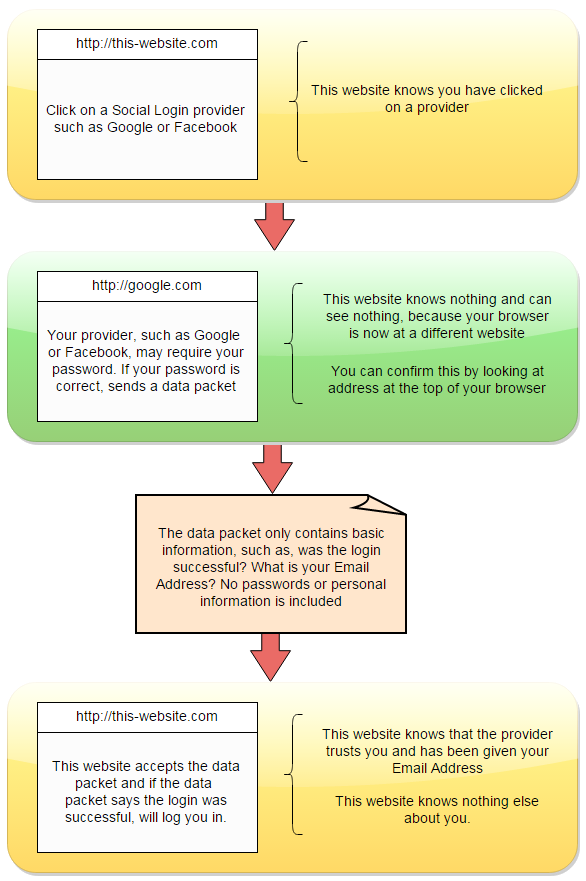 http://this-website.com
Click on a Social Login provider
such as Google or Facebook
This website knows you have clicked
on a provider
http://google.com
Your provider, such as Google
or Facebook, may require your
password. If your password is
correct, sends a data packet
This website knows nothing and can
see nothing, because your browser
is now at a different website
You can confirm this by looking at
address at the top of your browser
The data packet only contains basic
information, such as, was the login
successful? What is your Email
Address? No passwords or personal
information is included
http://this-website.com
This website accepts the data
packet and if the data
packet says the login was
successful, will log you in.
This website knows that the provider
trusts you and has been given your
Email Address
This website knows nothing else
about you.